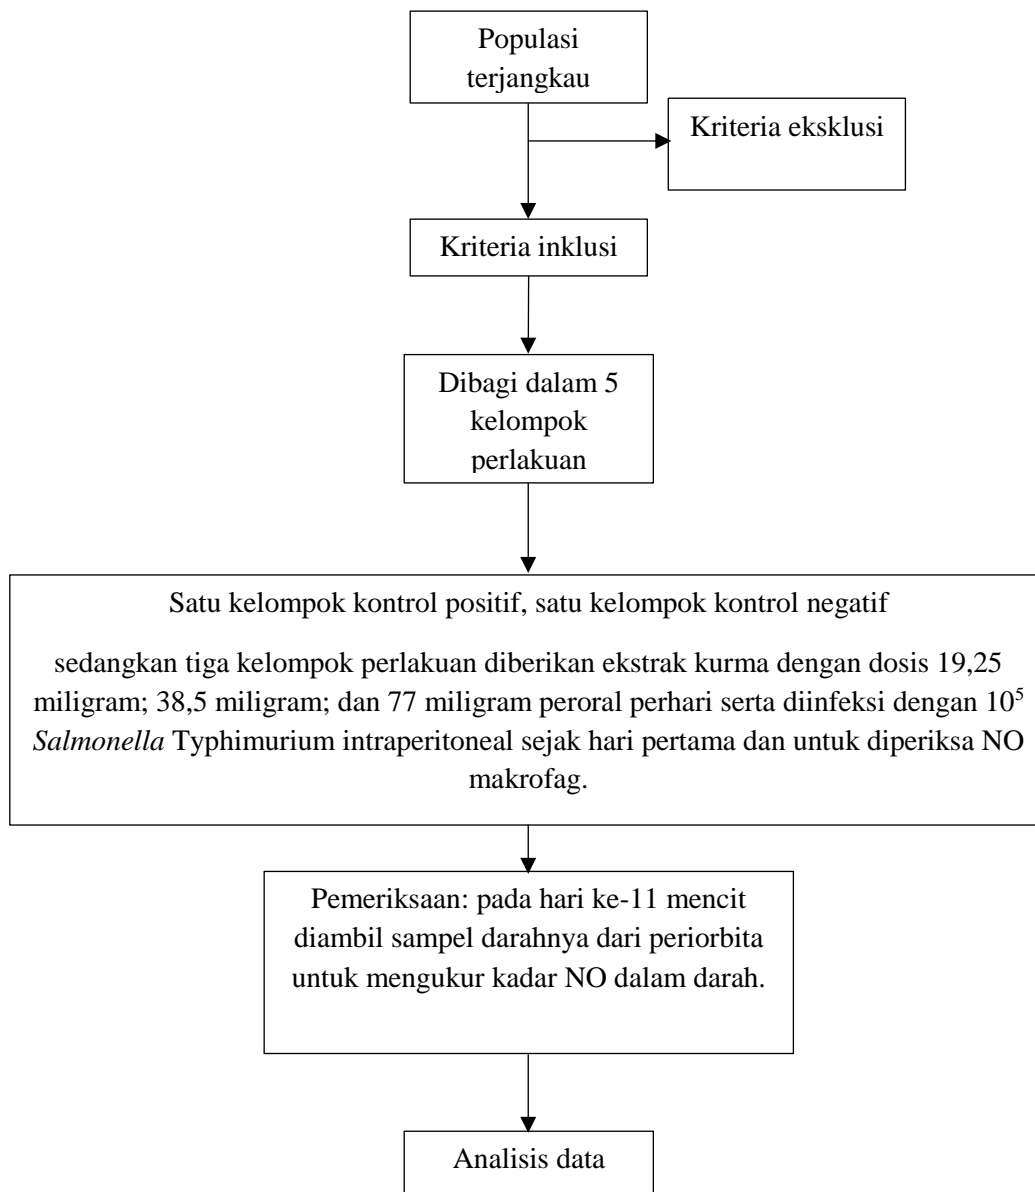 Populasi
terjangkau
Kriteria eksklusi
Kriteria inklusi
Dibagi dalam 5
kelompok
perlakuan
Satu kelompok kontrol positif, satu kelompok kontrol negatif
sedangkan tiga kelompok perlakuan diberikan ekstrak kurma dengan dosis 19,25
miligram; 38,5 miligram; dan 77 miligram peroral perhari serta diinfeksi dengan 10⁵
Salmonella Typhimurium intraperitoneal sejak hari pertama dan untuk diperiksa NO
makrofag.
Pemeriksaan: pada hari ke-11 mencit
diambil sampel darahnya dari periorbita
untuk mengukur kadar NO dalam darah.
Analisis data